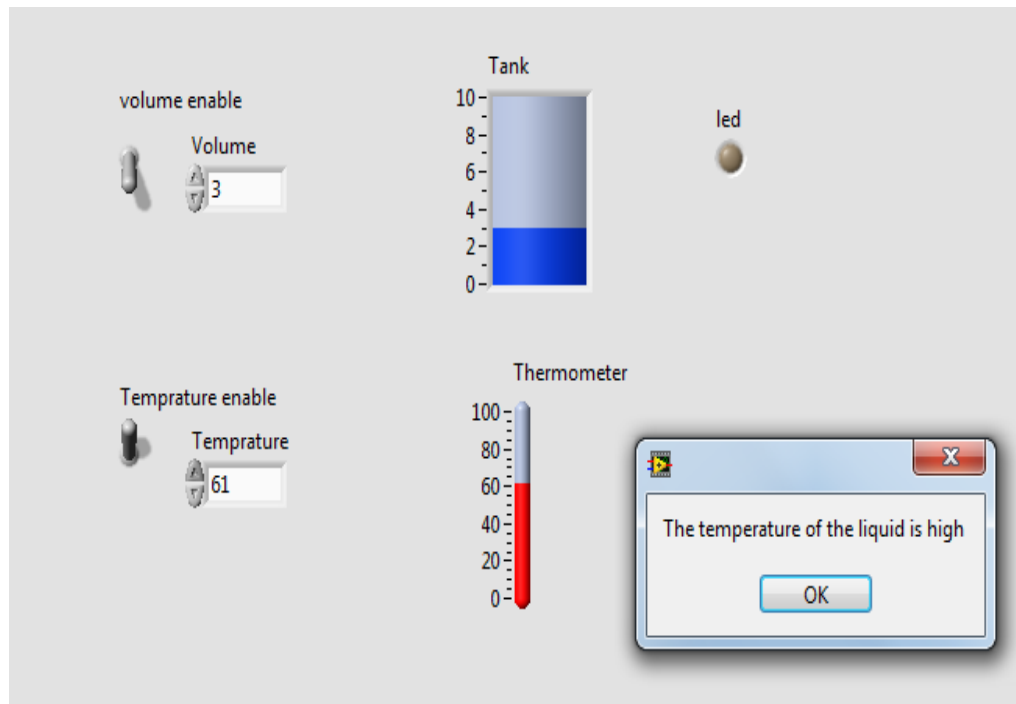 Tank
volume enable
Volume
3
10
8
6
4
2
0
led
Temprature enable
Temprature
61
Thermometer
100
80
60
40
20
0
The temperature of the liquid is high
OK